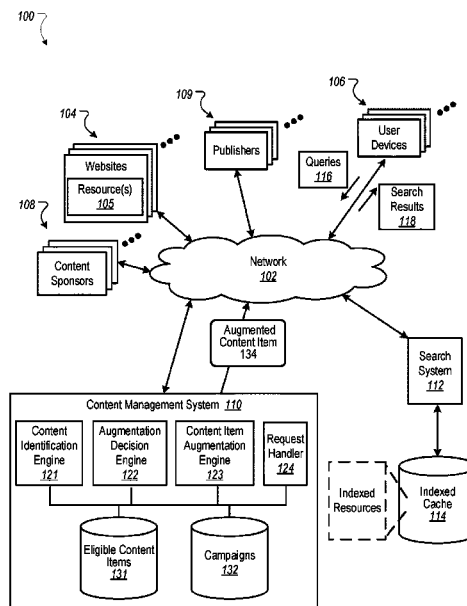 100
109
106
104
Publishers
User
Devices
Websites
Queries
116
Resource(s)
105
Search
Results
118
108
Content
Sponsors
Network
102
Augmented
Content Item
134
Search
System
112
Content Management System 110
Content
Identification
Engine
121
Augmentation
Decision
Engine
122
Content Item
Augmentation
Engine
123
Request
Handler
124
Indexed
Resources
Indexed
Cache
114
Eligible Content
Items
131
Campaigns
132